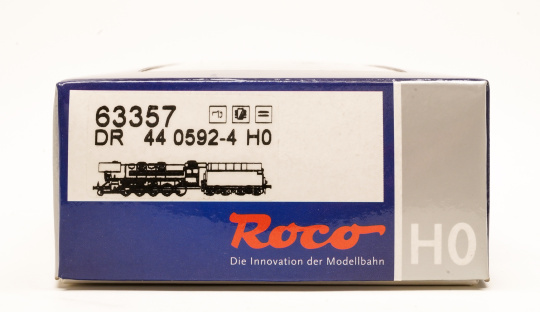 63357
DR 44 0592-4 H0
Roco
Die Innovation der Modellbahn
H0